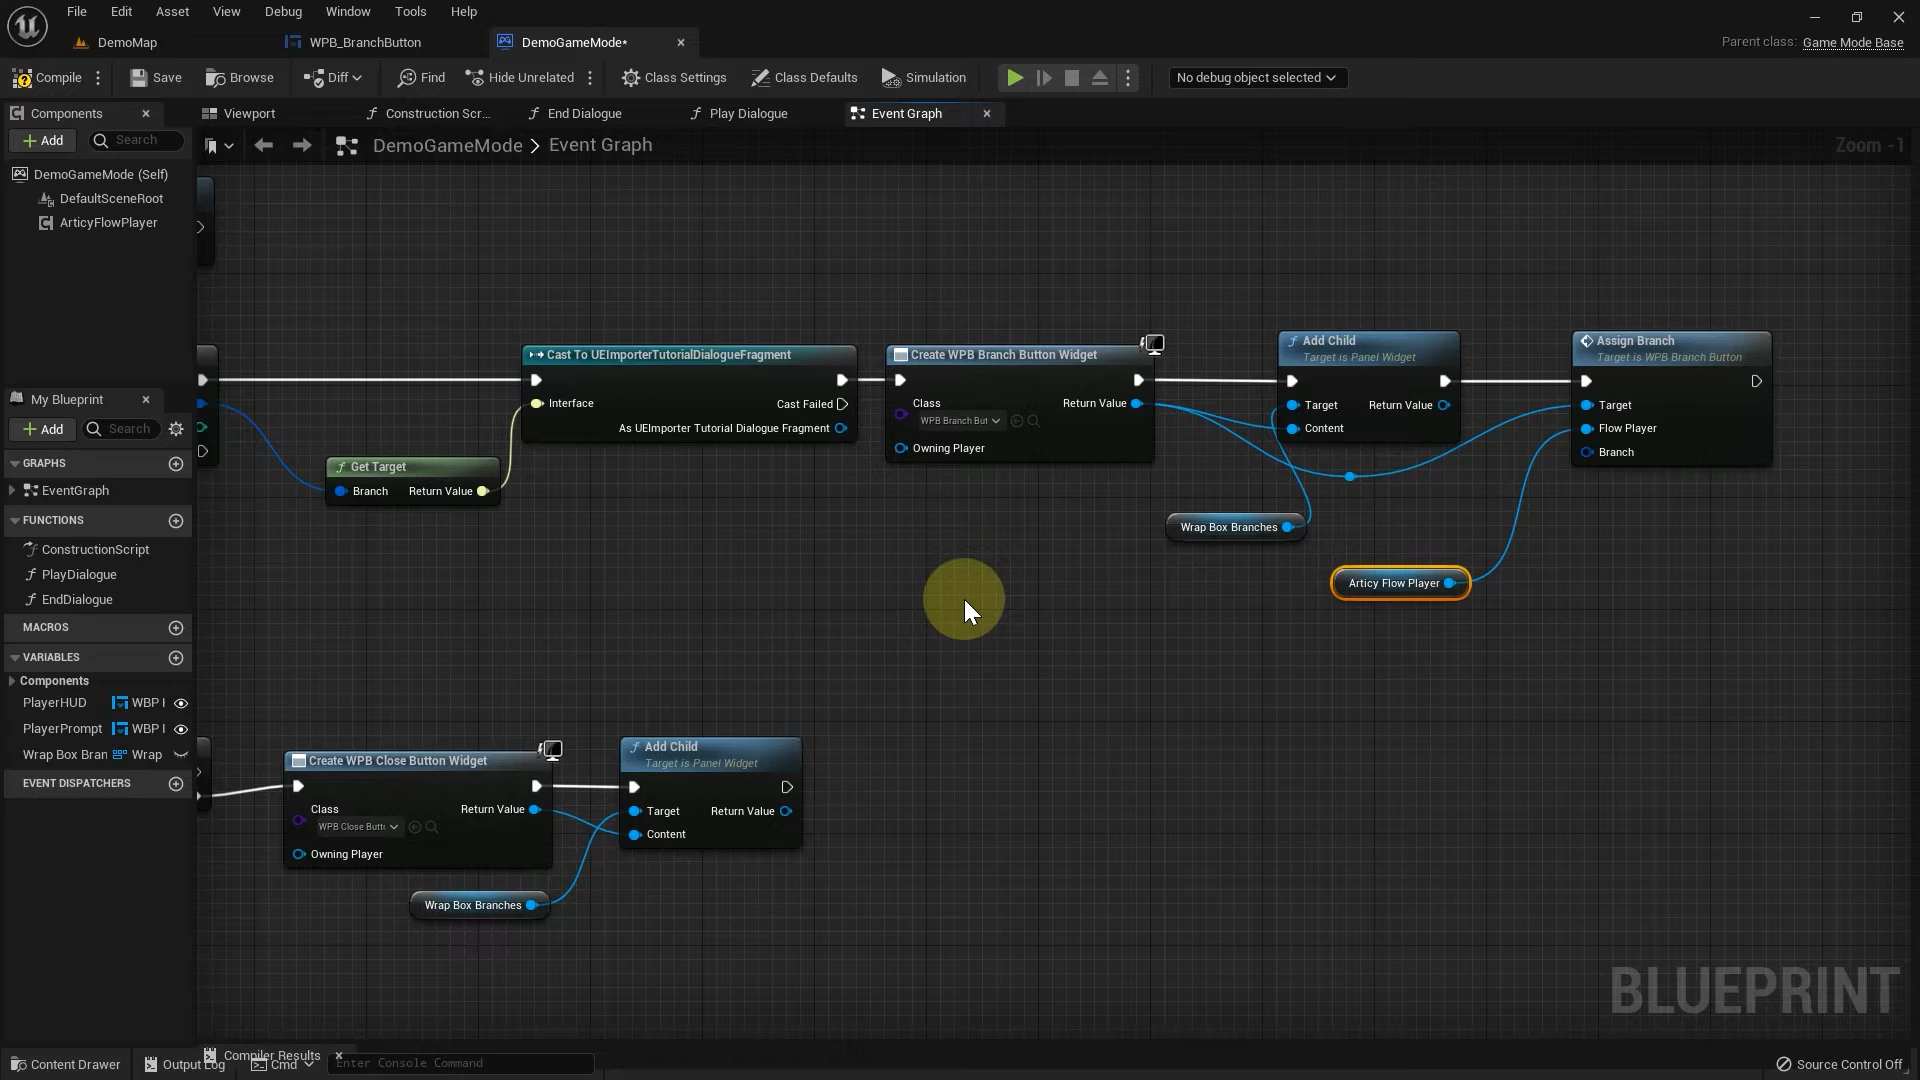 File Edit Asset View Debug Window Tools Help
DemoMap WPB_BranchButton DemoGameMode*
Parent class: Game Mode Base
Compile Save Browse Diff Find Hide Unrelated Class Settings Class Defaults Simulation No debug object selected
Components Viewport Construction Scr... End Dialogue Play Dialogue Event Graph
Add Search
DemoGameMode > Event Graph
Zoom -1
DemoGameMode (Self)
DefaultSceneRoot
ArticyFlowPlayer
My Blueprint
Add Search
GRAPHS
EventGraph
FUNCTIONS
ConstructionScript
PlayDialogue
EndDialogue
MACROS
VARIABLES
Components
PlayerHUD WBP
PlayerPrompt WBP
Wrap Box Bran Wrap
EVENT DISPATCHERS
Get Target
Branch Return Value
Cast To UEImporterTutorialDialogueFragment
Interface
Cast Failed
As UEImporter Tutorial Dialogue Fragment
Create WPB Branch Button Widget
Class Return Value
WPB Branch But
Owning Player
Add Child
Target is Panel Widget
Target Return Value
Content
Assign Branch
Target is WPB Branch Button
Target
Flow Player
Branch
Wrap Box Branches
Articy Flow Player
Create WPB Close Button Widget
Class Return Value
WPB Close Butt
Owning Player
Add Child
Target is Panel Widget
Target Return Value
Content
Wrap Box Branches
BLUEPRINT
Compiler Results
Content Drawer Output Log Cmd Enter Console Command Source Control Off